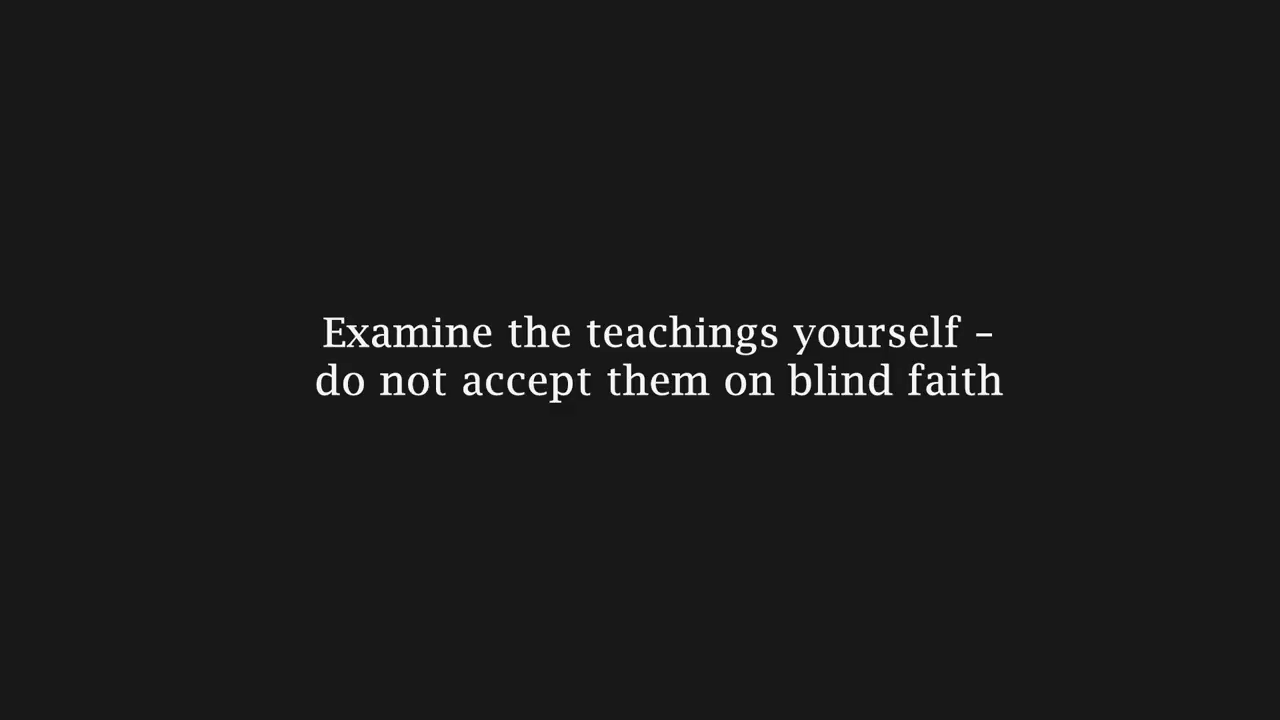 Examine the teachings yourself –
do not accept them on blind faith